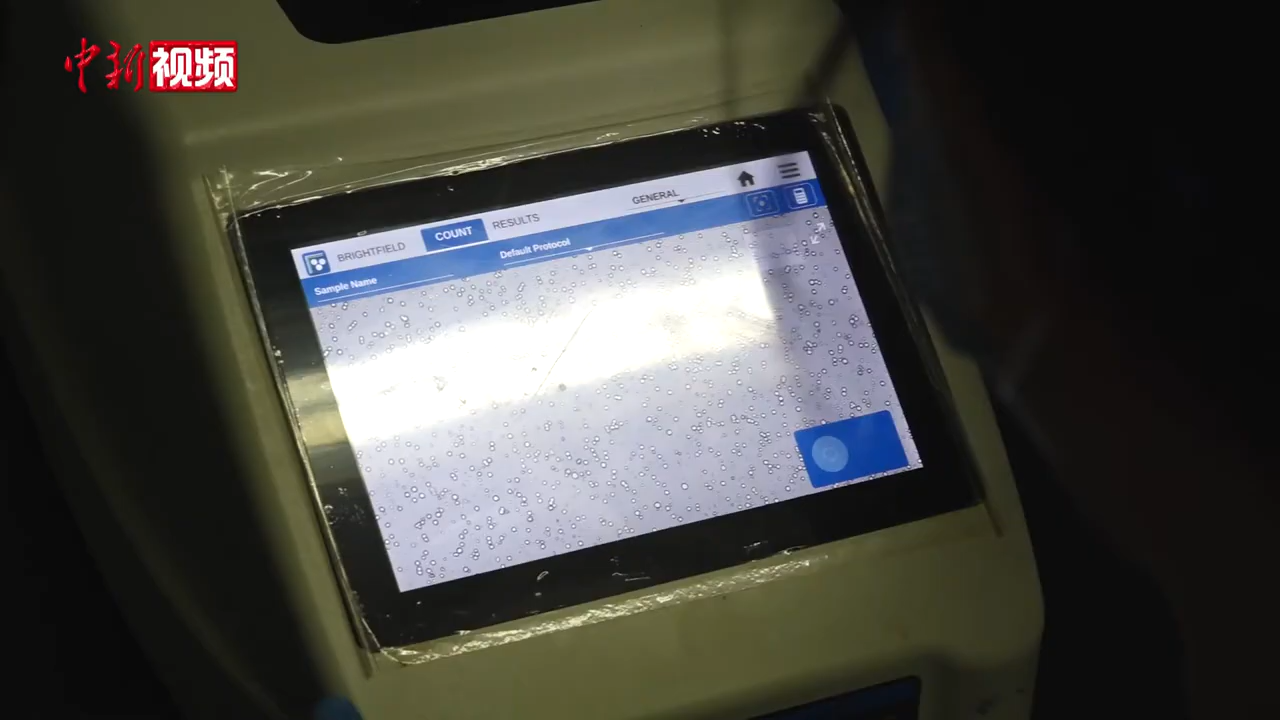 中新视频
GENERAL
BRIGHTFIELD COUNT RESULTS
Sample Name Default Protocol